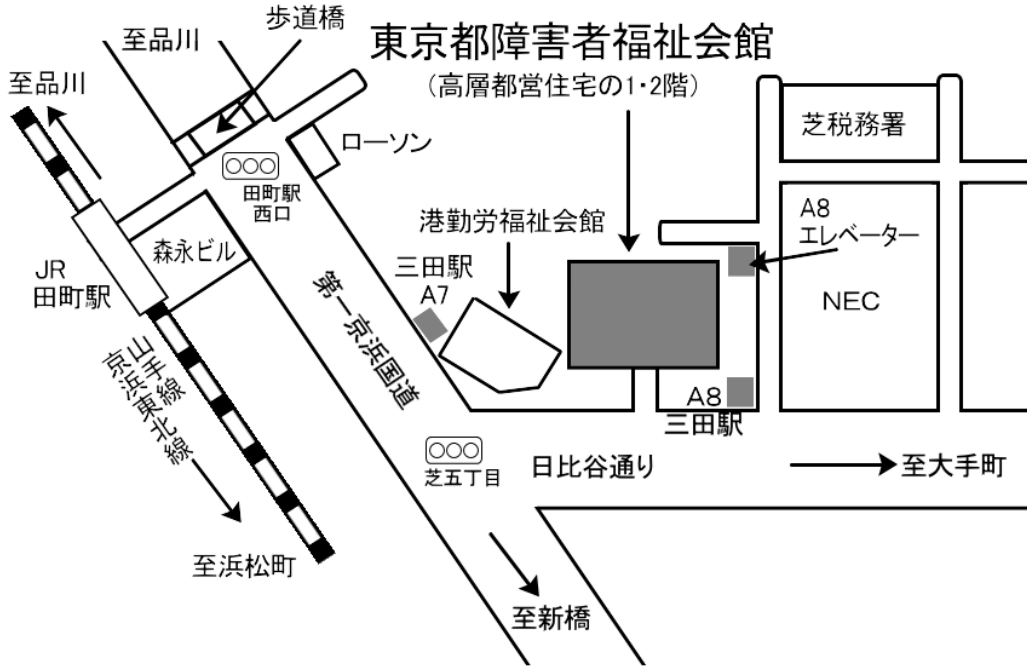 歩道橋
至品川
至品川
東京都障害者福祉会館
（高層都営住宅の1・2階）
芝税務署
ローソン
田町駅
西口
森永ビル
JR
田町駅
港勤労福祉会館
三田駅
A7
A8
エレベーター
NEC
第一京浜国道
山手線
京浜東北線
A8
三田駅
芝五丁目
日比谷通り
至大手町
至浜松町
至新橋